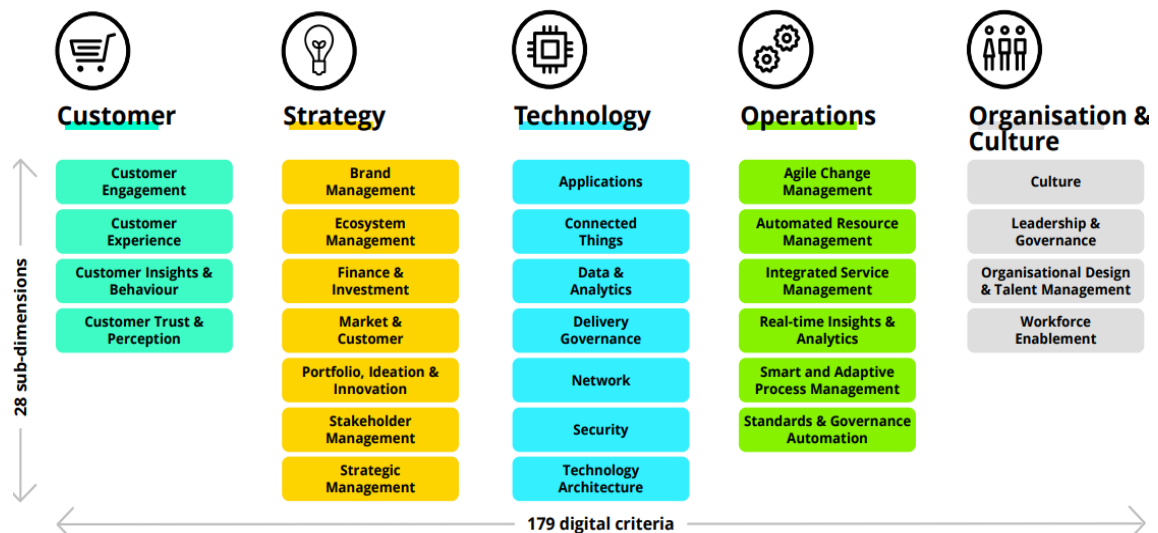 Customer
Strategy
Technology
Operations
Organisation &
Culture
Customer
Engagement
Customer
Experience
Customer Insights &
Behaviour
Customer Trust &
Perception
Brand
Management
Ecosystem
Management
Finance &
Investment
Market &
Customer
Portfolio, Ideation &
Innovation
Stakeholder
Management
Strategic
Management
Applications
Connected
Things
Data &
Analytics
Delivery
Governance
Network
Security
Technology
Architecture
Agile Change
Management
Automated Resource
Management
Integrated Service
Management
Real-time Insights &
Analytics
Smart and Adaptive
Process Management
Standards & Governance
Automation
Culture
Leadership &
Governance
Organisational Design
& Talent Management
Workforce
Enablement
28 sub-dimensions
179 digital criteria